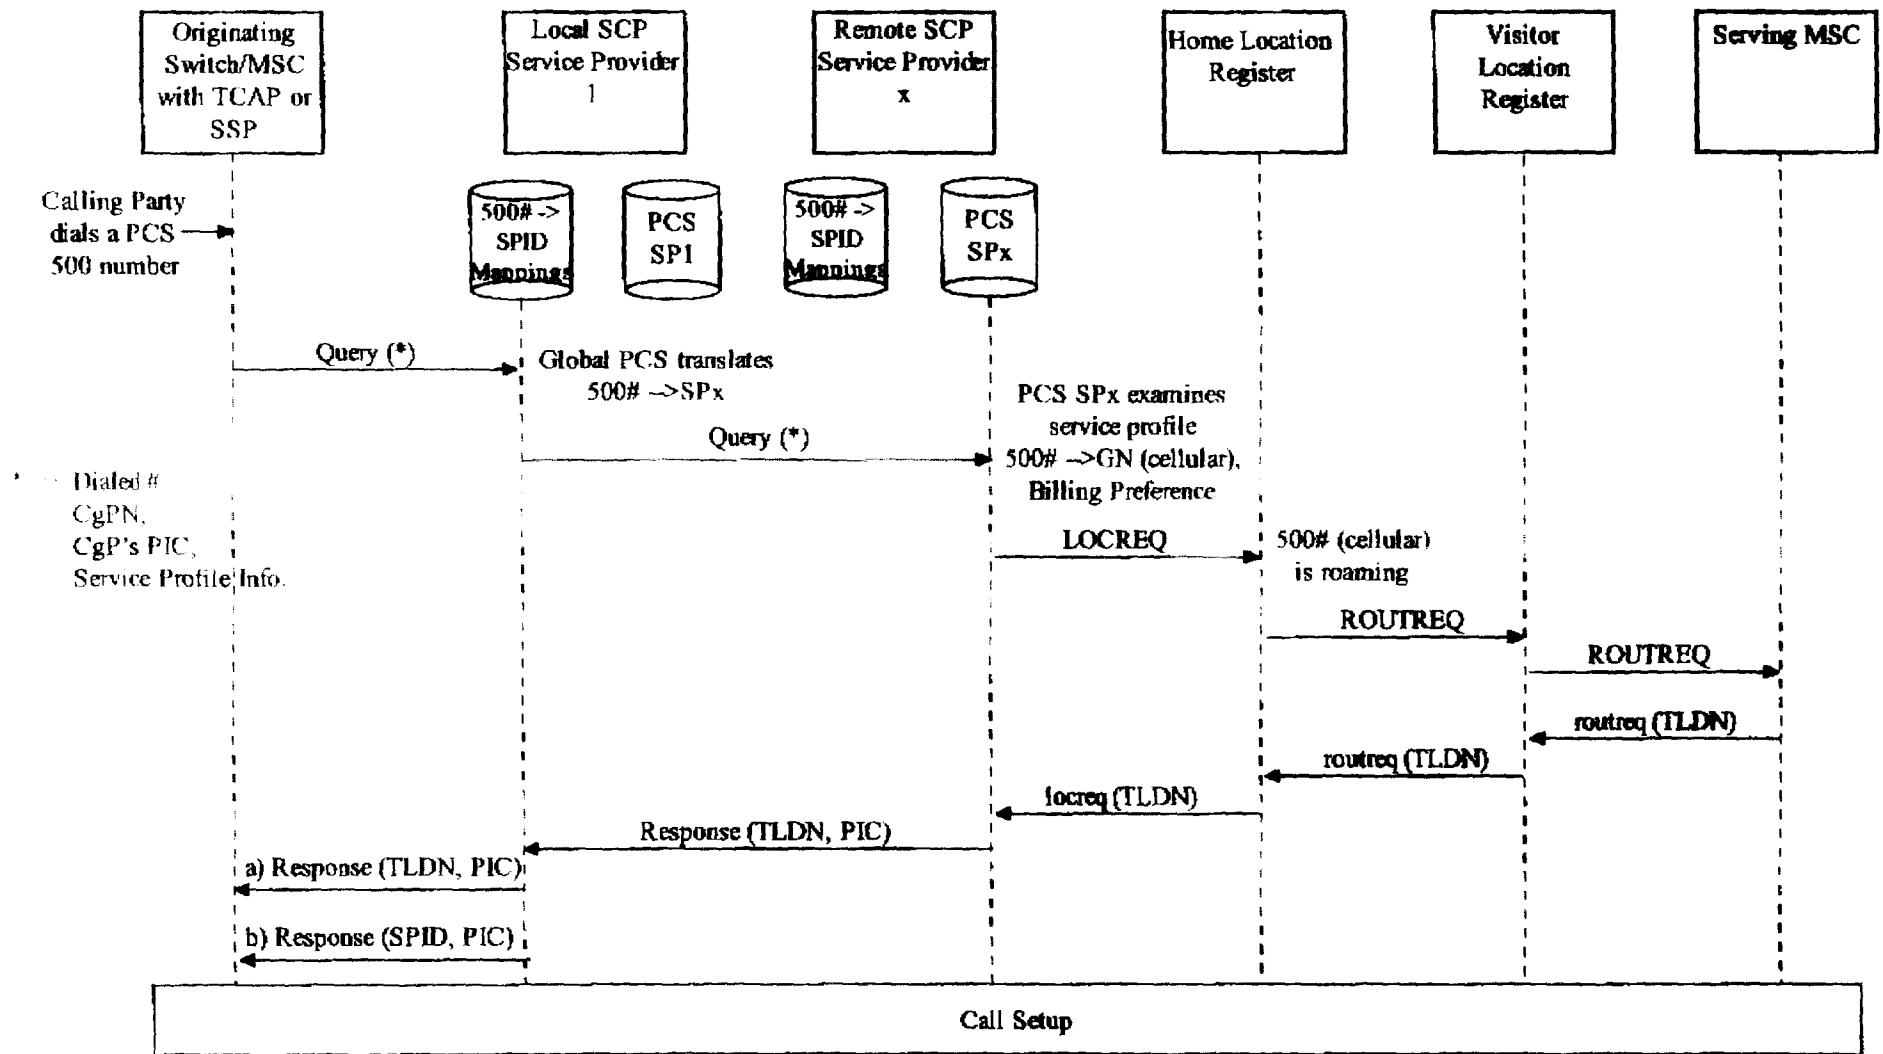 Originating
Switch/MSC
with TCAP or
SSP
Local SCP
Service Provider
1
Remote SCP
Service Provider
x
Home Location
Register
Visitor
Location
Register
Serving MSC
Calling Party
dials a PCS
500 number
500# ->
SPID
Mappings
PCS
SP1
500# ->
SPID
Mappings
PCS
SPx
Query (*)
Global PCS translates
500# -->SPx
Query (*)
PCS SPx examines
service profile
500# -->GN (cellular),
Billing Preference
* Dialed #
CgPN,
CgP's PIC,
Service Profile Info.
LOCREQ
500# (cellular)
is roaming
ROUTREQ
ROUTREQ
routreq (TLDN)
routreq (TLDN)
locreq (TLDN)
Response (TLDN, PIC)
a) Response (TLDN, PIC)
b) Response (SPID, PIC)
Call Setup